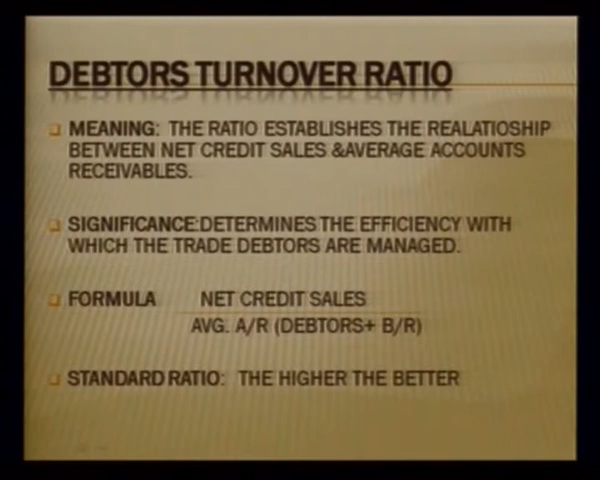 DEBTORS TURNOVER RATIO
MEANING: THE RATIO ESTABLISHES THE REALATIOSHIP
BETWEEN NET CREDIT SALES &AVERAGE ACCOUNTS
RECEIVABLES.
SIGNIFICANCE:DETERMINES THE EFFICIENCY WITH
WHICH THE TRADE DEBTORS ARE MANAGED.
FORMULA NET CREDIT SALES
AVG. A/R (DEBTORS+ B/R)
STANDARD RATIO: THE HIGHER THE BETTER